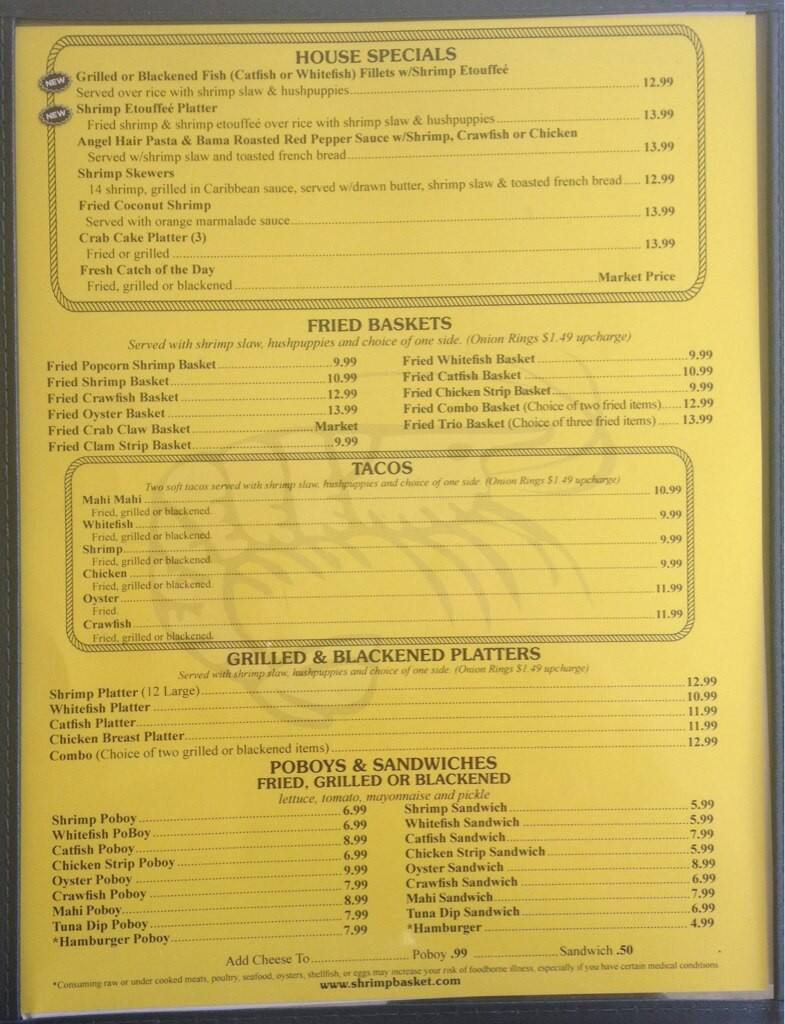 HOUSE SPECIALS
NEW Grilled or Blackened Fish (Catfish or Whitefish) Fillets w/Shrimp Etouffeé
Served over rice with shrimp slaw & hushpuppies 12.99
NEW Shrimp Etouffeé Platter
Fried shrimp & shrimp etouffeé over rice with shrimp slaw & hushpuppies 13.99
Angel Hair Pasta & Bama Roasted Red Pepper Sauce w/Shrimp, Crawfish or Chicken
Served w/shrimp slaw and toasted french bread 13.99
Shrimp Skewers
14 shrimp, grilled in Caribbean sauce, served w/drawn butter, shrimp slaw & toasted french bread 12.99
Fried Coconut Shrimp
Served with orange marmalade sauce 13.99
Crab Cake Platter (3)
Fried or grilled 13.99
Fresh Catch of the Day
Fried, grilled or blackened Market Price
FRIED BASKETS
Served with shrimp slaw, hushpuppies and choice of one side. (Onion Rings $1.49 upcharge)
Fried Popcorn Shrimp Basket 9.99
Fried Shrimp Basket 10.99
Fried Crawfish Basket 12.99
Fried Oyster Basket 13.99
Fried Crab Claw Basket Market
Fried Clam Strip Basket 9.99
Fried Whitefish Basket 9.99
Fried Catfish Basket 10.99
Fried Chicken Strip Basket 9.99
Fried Combo Basket (Choice of two fried items) 12.99
Fried Trio Basket (Choice of three fried items) 13.99
TACOS
Two soft tacos served with shrimp slaw, hushpuppies and choice of one side. (Onion Rings $1.49 upcharge)
Mahi Mahi 10.99
Fried, grilled or blackened.
Whitefish 9.99
Fried, grilled or blackened.
Shrimp 9.99
Fried, grilled or blackened.
Chicken 9.99
Fried, grilled or blackened.
Oyster 11.99
Fried.
Crawfish 11.99
Fried, grilled or blackened.
GRILLED & BLACKENED PLATTERS
Served with shrimp slaw, hushpuppies and choice of one side. (Onion Rings $1.49 upcharge)
Shrimp Platter (12 Large) 12.99
Whitefish Platter 10.99
Catfish Platter 11.99
Chicken Breast Platter 11.99
Combo (Choice of two grilled or blackened items) 12.99
POBOYS & SANDWICHES
FRIED, GRILLED OR BLACKENED
lettuce, tomato, mayonnaise and pickle
Shrimp Poboy 6.99
Whitefish PoBoy 6.99
Catfish Poboy 8.99
Chicken Strip Poboy 6.99
Oyster Poboy 9.99
Crawfish Poboy 7.99
Mahi Poboy 8.99
Tuna Dip Poboy 7.99
*Hamburger Poboy 7.99
Shrimp Sandwich 5.99
Whitefish Sandwich 5.99
Catfish Sandwich 7.99
Chicken Strip Sandwich 5.99
Oyster Sandwich 8.99
Crawfish Sandwich 6.99
Mahi Sandwich 7.99
Tuna Dip Sandwich 6.99
*Hamburger 4.99
Add Cheese To Poboy .99 Sandwich .50
*Consuming raw or under cooked meats, poultry, seafood, oysters, shellfish, or eggs may increase your risk of foodborne illness, especially if you have certain medical conditions
www.shrimpbasket.com